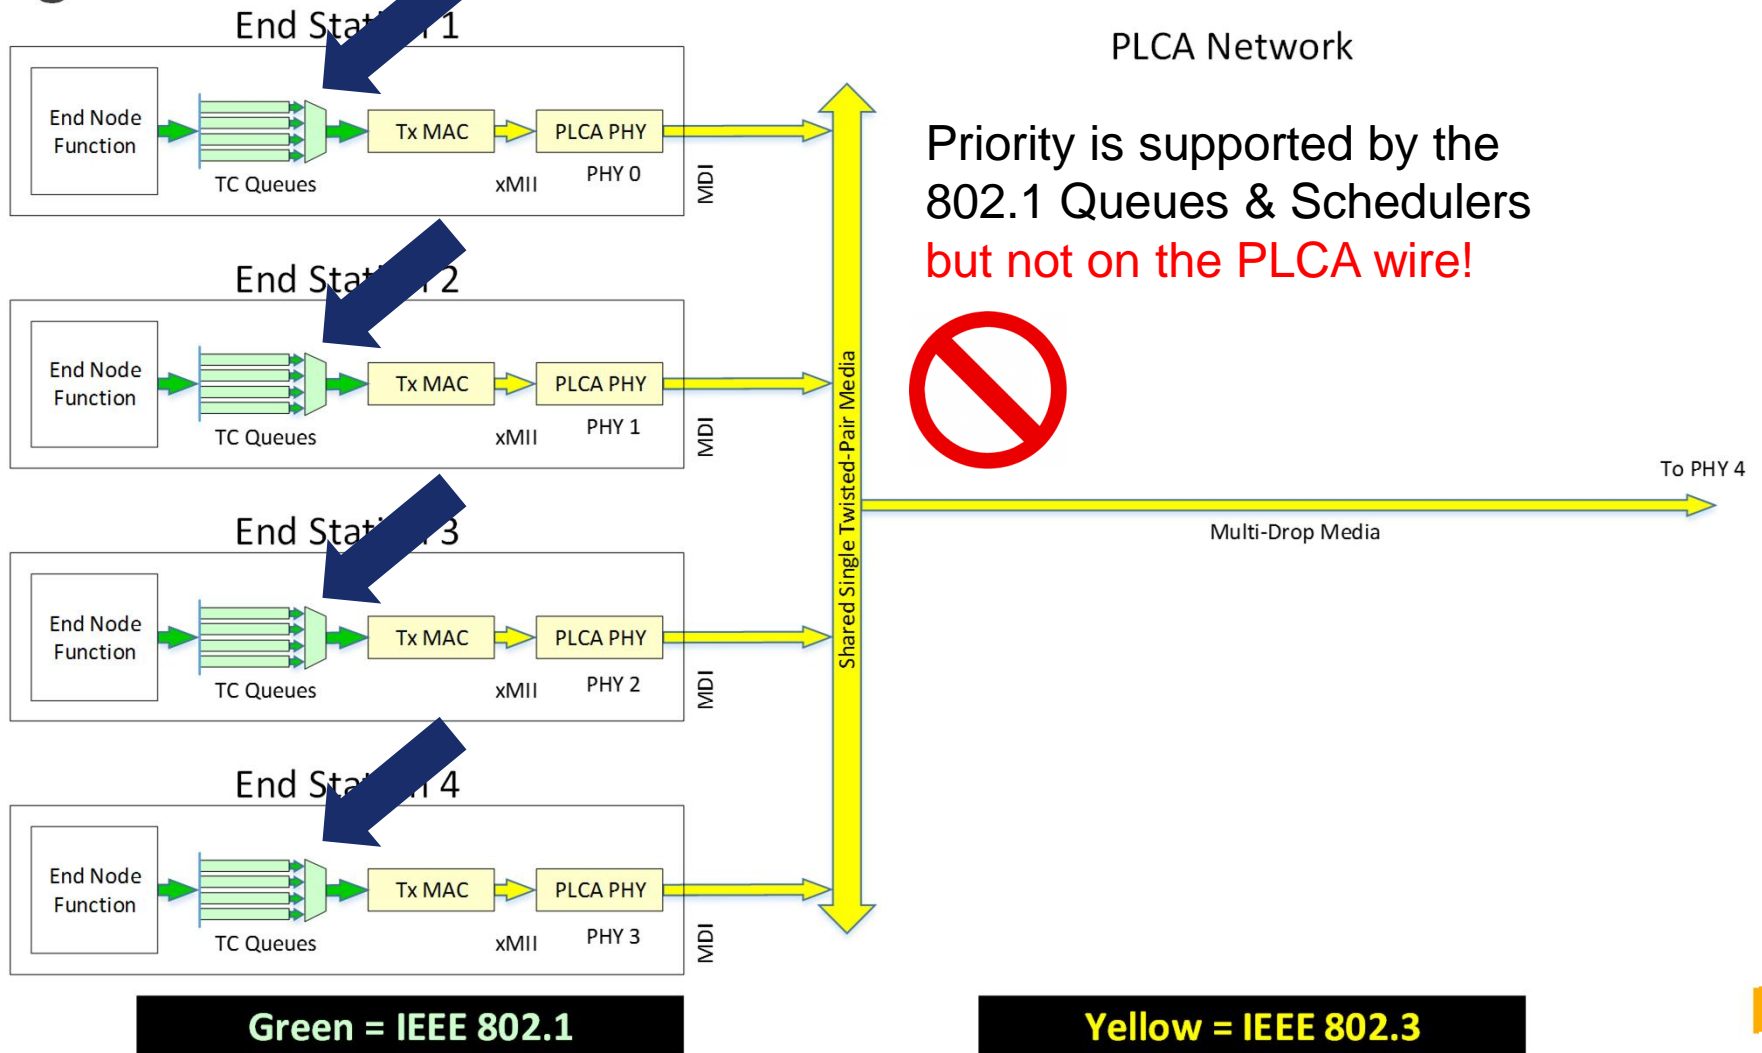 End Stat 1
End Node
Function
TC Queues
Tx MAC
xMII
PLCA PHY
PHY 0
MDI
End Stat 2
End Node
Function
TC Queues
Tx MAC
xMII
PLCA PHY
PHY 1
MDI
End Stat 3
End Node
Function
TC Queues
Tx MAC
xMII
PLCA PHY
PHY 2
MDI
End Sta n 4
End Node
Function
TC Queues
Tx MAC
xMII
PLCA PHY
PHY 3
MDI
Shared Single Twisted-Pair Media
PLCA Network
Priority is supported by the
802.1 Queues & Schedulers
but not on the PLCA wire!
To PHY 4
Multi-Drop Media
Green = IEEE 802.1
Yellow = IEEE 802.3